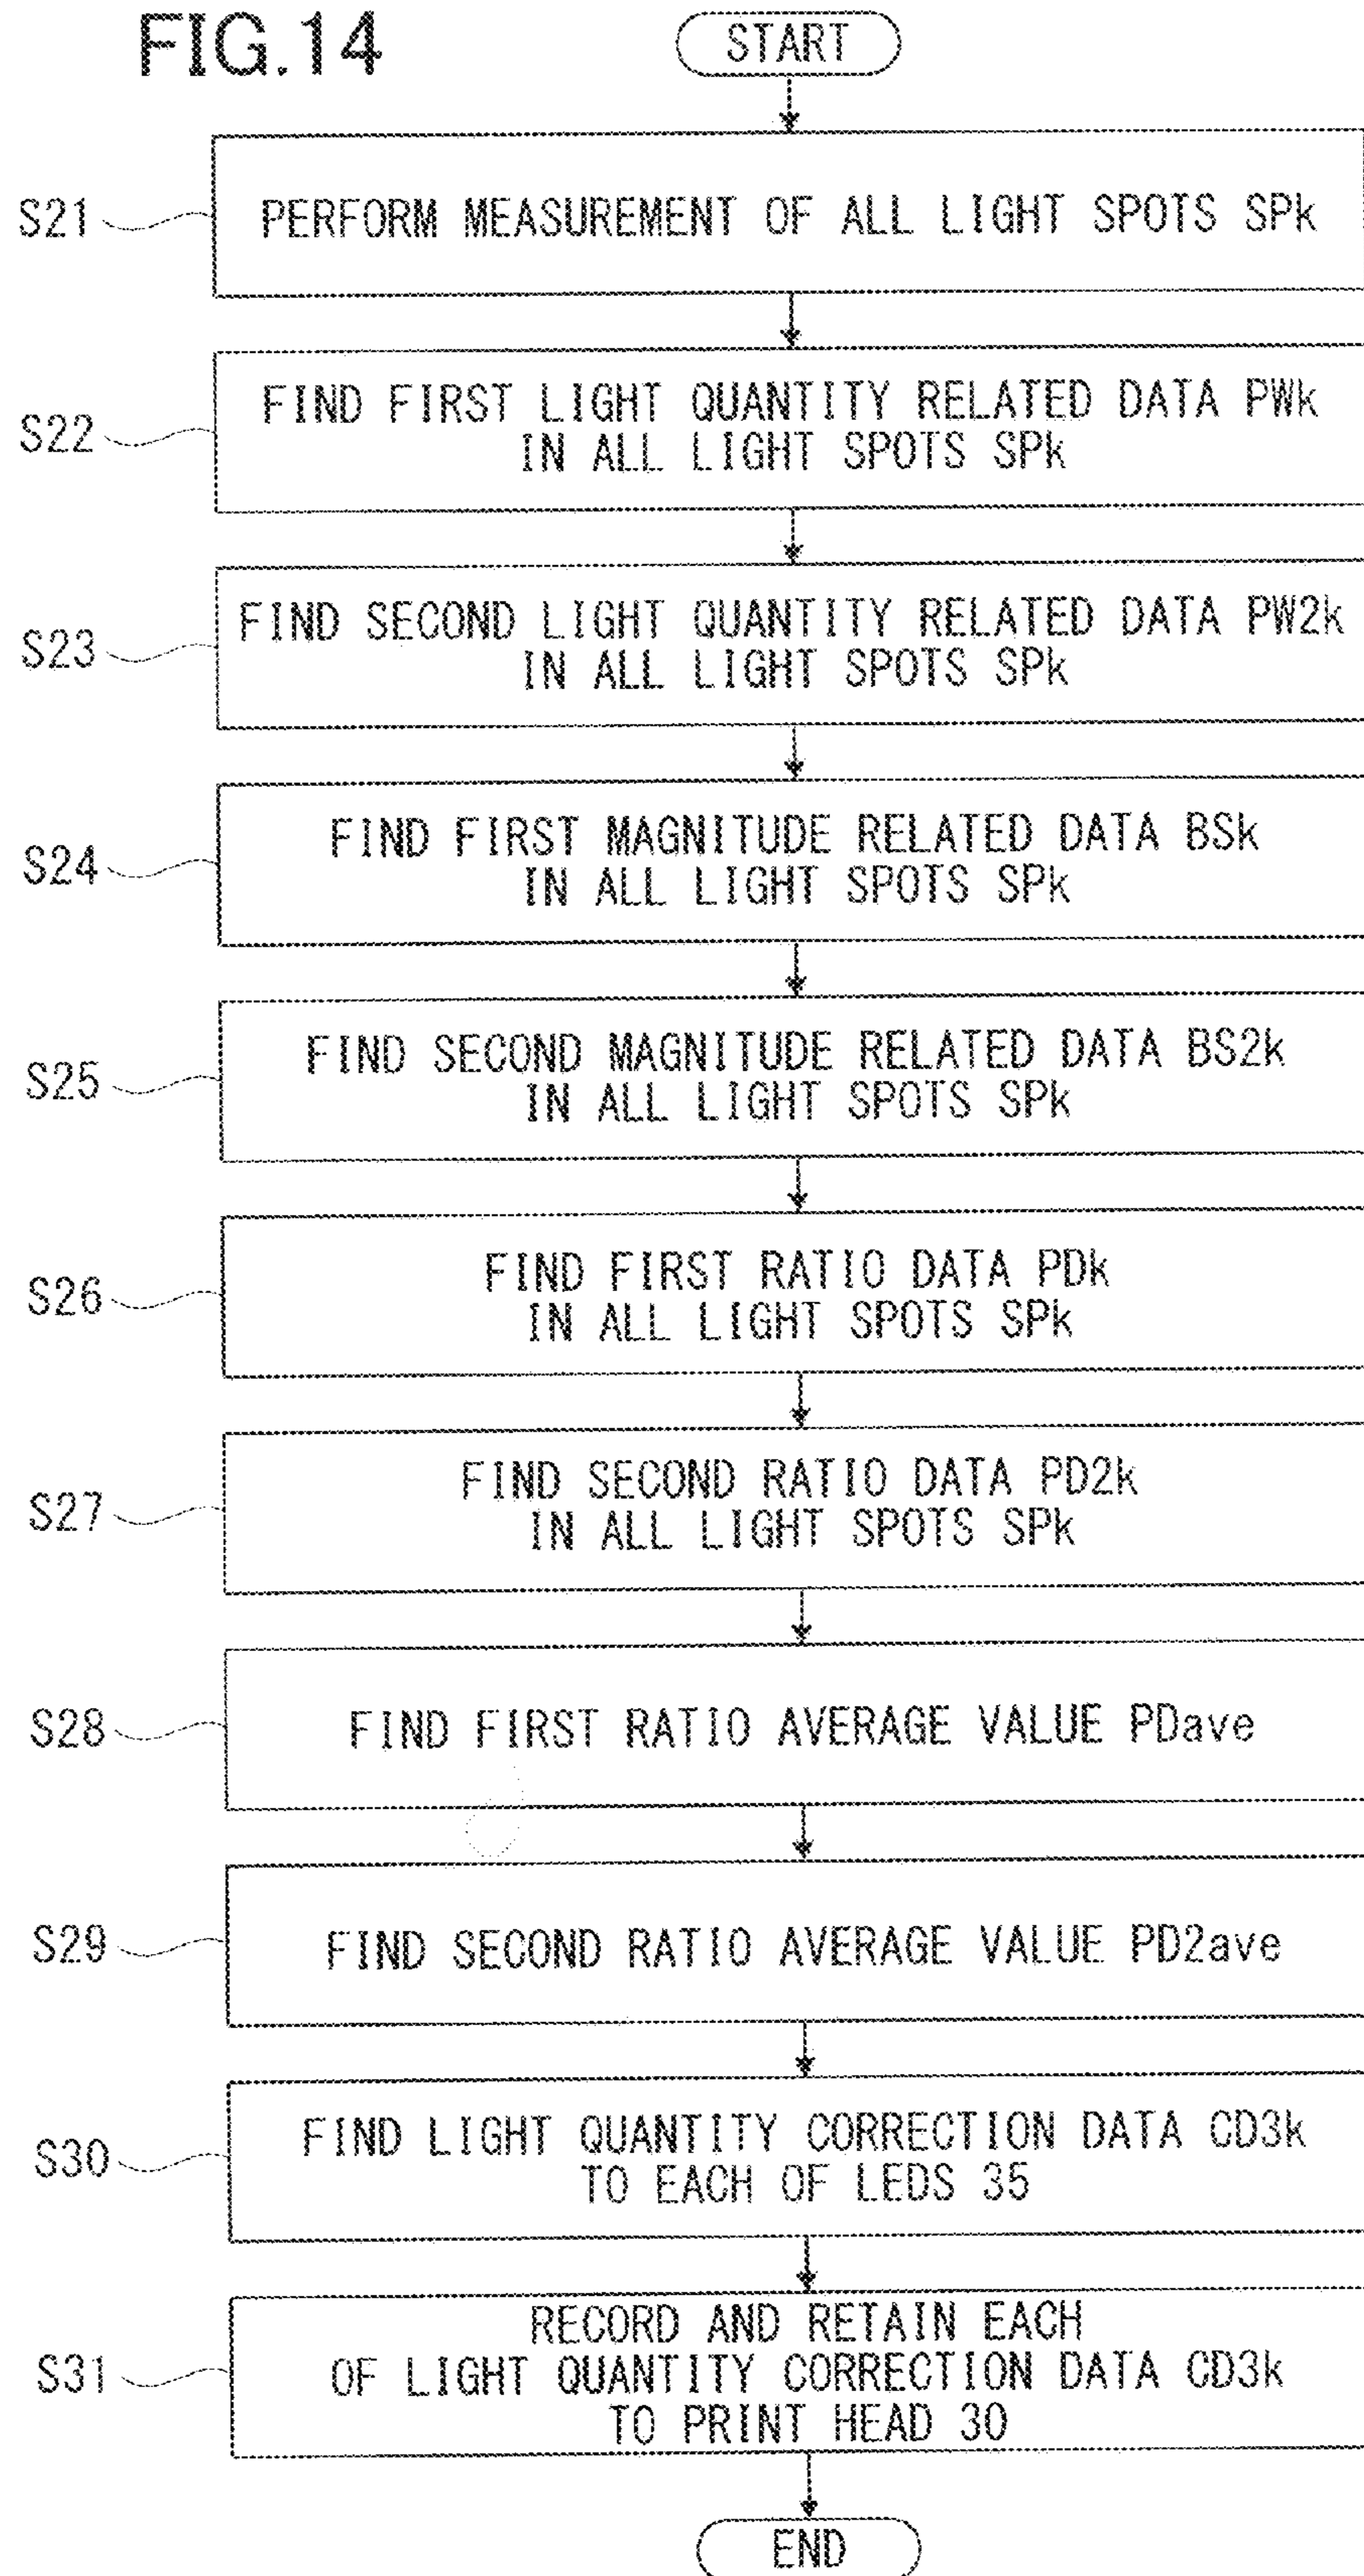 FIG.14
START
S21
PERFORM MEASUREMENT OF ALL LIGHT SPOTS SPk
S22
FIND FIRST LIGHT QUANTITY RELATED DATA PWk
IN ALL LIGHT SPOTS SPk
S23
FIND SECOND LIGHT QUANTITY RELATED DATA PW2k
IN ALL LIGHT SPOTS SPk
S24
FIND FIRST MAGNITUDE RELATED DATA BSk
IN ALL LIGHT SPOTS SPk
S25
FIND SECOND MAGNITUDE RELATED DATA BS2k
IN ALL LIGHT SPOTS SPk
S26
FIND FIRST RATIO DATA PDk
IN ALL LIGHT SPOTS SPk
S27
FIND SECOND RATIO DATA PD2k
IN ALL LIGHT SPOTS SPk
S28
FIND FIRST RATIO AVERAGE VALUE PDave
S29
FIND SECOND RATIO AVERAGE VALUE PD2ave
S30
FIND LIGHT QUANTITY CORRECTION DATA CD3k
TO EACH OF LEDS 35
S31
RECORD AND RETAIN EACH
OF LIGHT QUANTITY CORRECTION DATA CD3k
TO PRINT HEAD 30
END